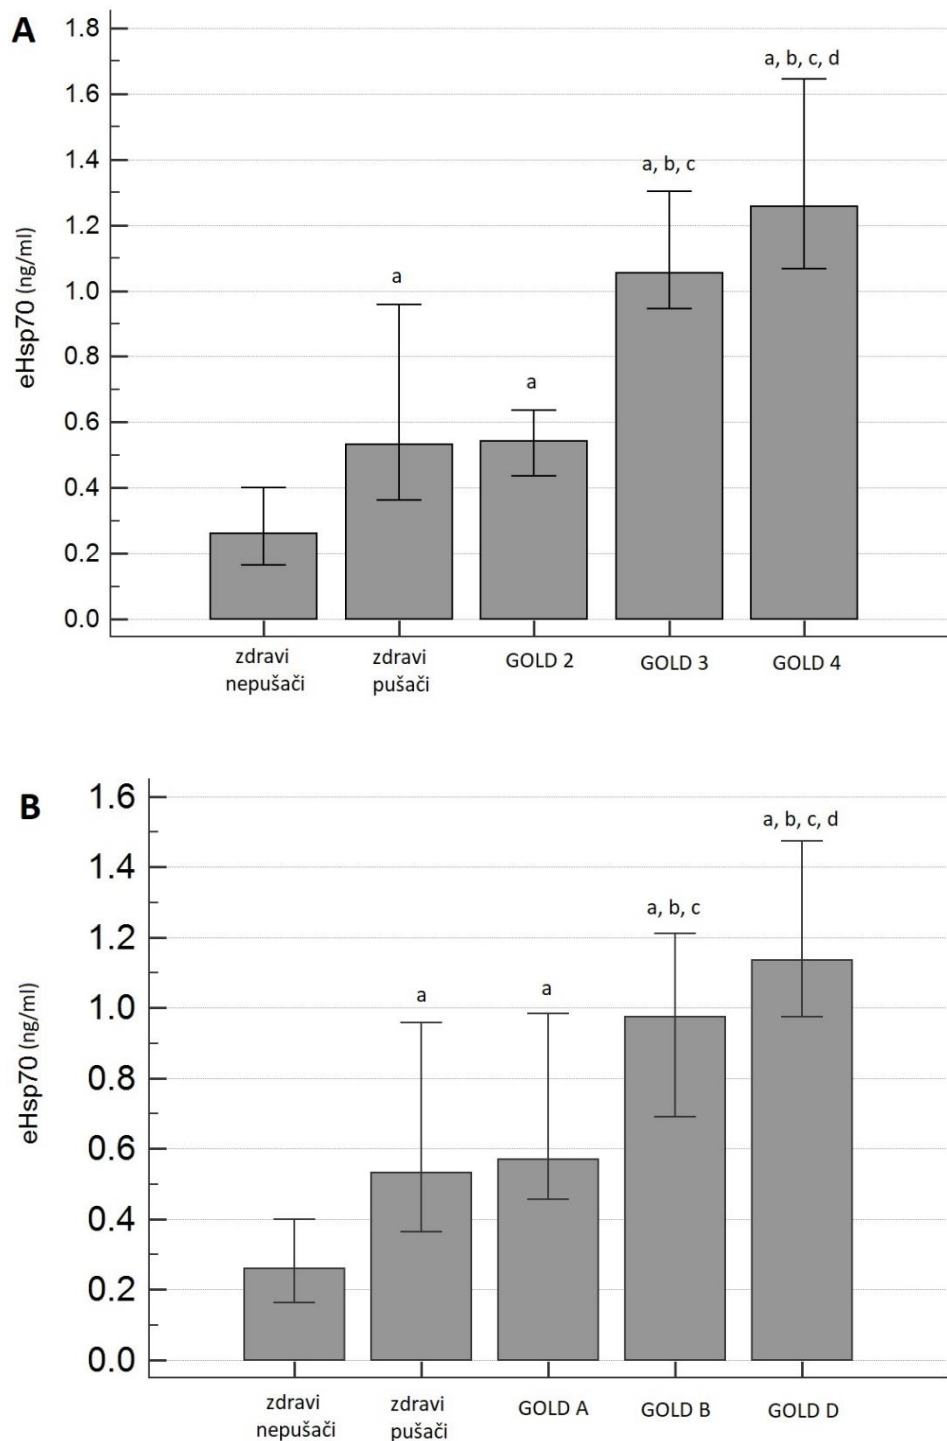 A
eHsp70 (ng/ml)
1.8
1.6
1.4
1.2
1.0
0.8
0.6
0.4
0.2
0.0
a
a
a, b, c
a, b, c, d
zdravi
nepušači
zdravi
pušači
GOLD 2
GOLD 3
GOLD 4
B
eHsp70 (ng/ml)
1.6
1.4
1.2
1.0
0.8
0.6
0.4
0.2
0.0
a
a
a, b, c
a, b, c, d
zdravi
nepušači
zdravi
pušači
GOLD A
GOLD B
GOLD D